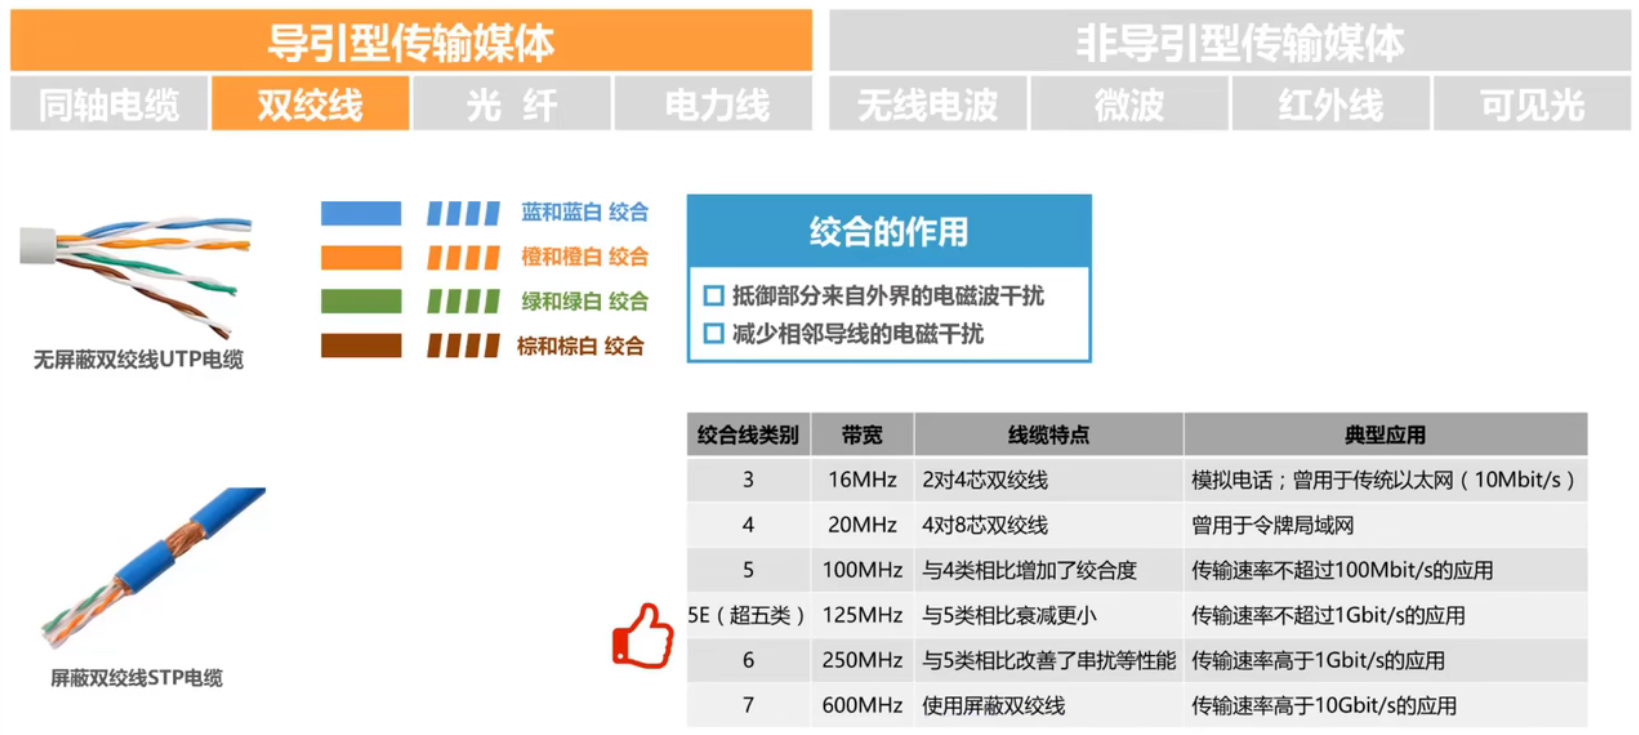 导引型传输媒体
非导引型传输媒体
同轴电缆
双绞线
光 纤
电力线
无线电波
微波
红外线
可见光
蓝和蓝白 绞合
橙和橙白 绞合
绿和绿白 绞合
棕和棕白 绞合
无屏蔽双绞线UTP电缆
绞合的作用
抵御部分来自外界的电磁波干扰
减少相邻导线的电磁干扰
屏蔽双绞线STP电缆
绞合线类别 带宽 线缆特点 典型应用
3 16MHz 2对4芯双绞线 模拟电话；曾用于传统以太网（10Mbit/s）
4 20MHz 4对8芯双绞线 曾用于令牌局域网
5 100MHz 与4类相比增加了绞合度 传输速率不超过100Mbit/s的应用
5E（超五类） 125MHz 与5类相比衰减更小 传输速率不超过1Gbit/s的应用
6 250MHz 与5类相比改善了串扰等性能 传输速率高于1Gbit/s的应用
7 600MHz 使用屏蔽双绞线 传输速率高于10Gbit/s的应用